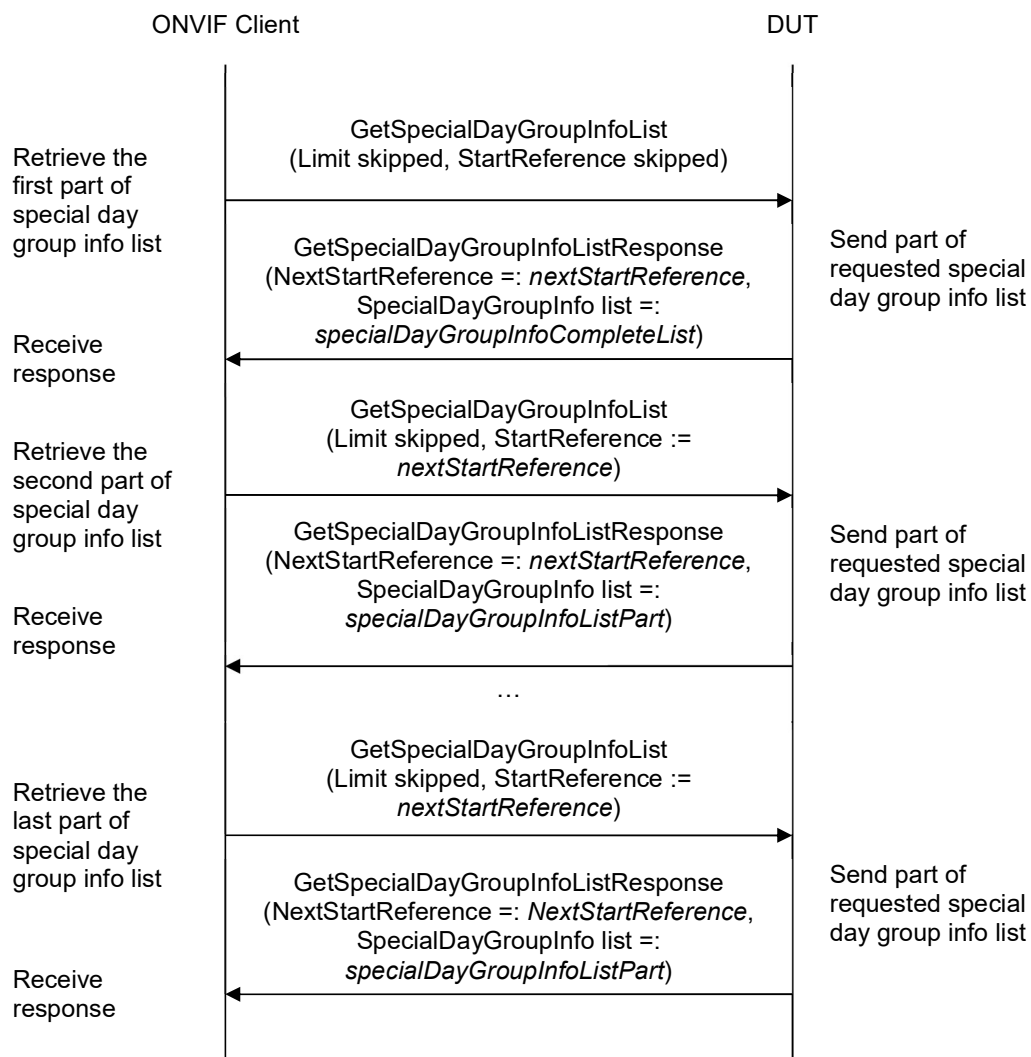 ONVIF Client
DUT
GetSpecialDayGroupInfoList
(Limit skipped, StartReference skipped)
Retrieve the
first part of
special day
group info list
GetSpecialDayGroupInfoListResponse
(NextStartReference =: nextStartReference,
SpecialDayGroupInfo list =:
specialDayGroupInfoCompleteList)
Send part of
requested special
day group info list
Receive
response
GetSpecialDayGroupInfoList
(Limit skipped, StartReference :=
nextStartReference)
Retrieve the
second part of
special day
group info list
GetSpecialDayGroupInfoListResponse
(NextStartReference =: nextStartReference,
SpecialDayGroupInfo list =:
specialDayGroupInfoListPart)
Send part of
requested special
day group info list
Receive
response
…
GetSpecialDayGroupInfoList
(Limit skipped, StartReference :=
nextStartReference)
Retrieve the
last part of
special day
group info list
GetSpecialDayGroupInfoListResponse
(NextStartReference =: NextStartReference,
SpecialDayGroupInfo list =:
specialDayGroupInfoListPart)
Send part of
requested special
day group info list
Receive
response